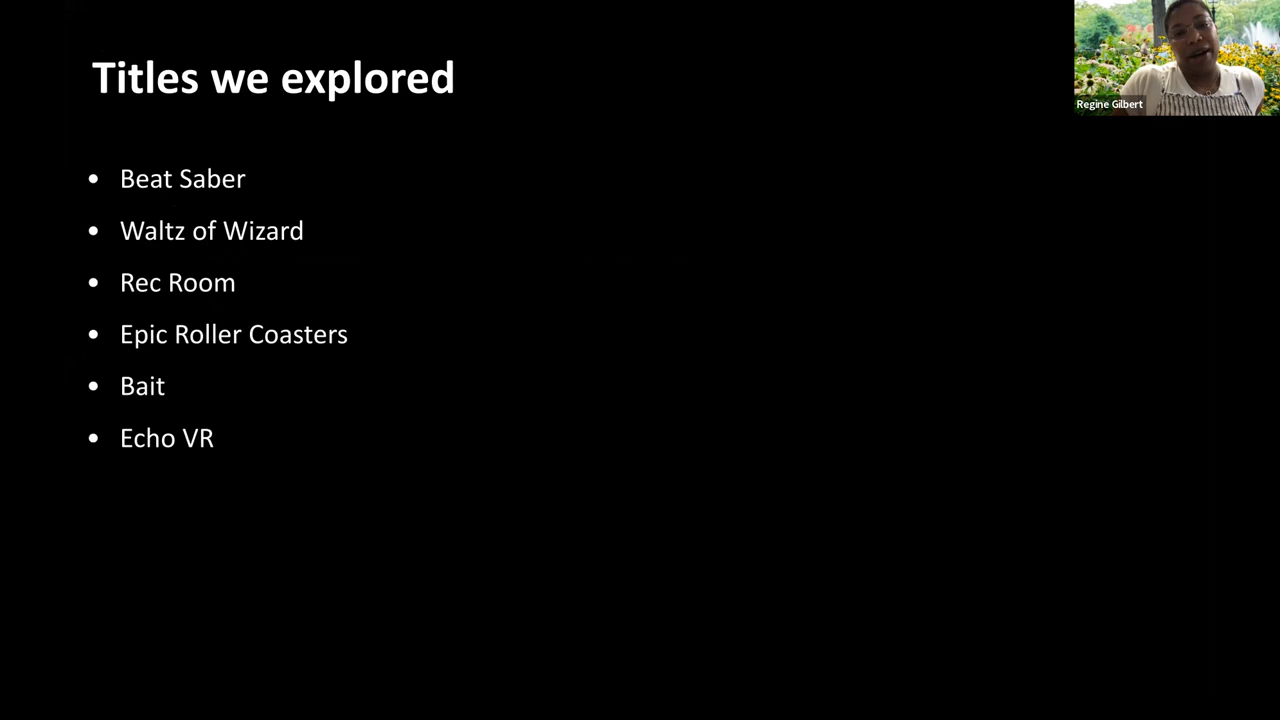 Titles we explored
Regine Gilbert
• Beat Saber
• Waltz of Wizard
• Rec Room
• Epic Roller Coasters
• Bait
• Echo VR